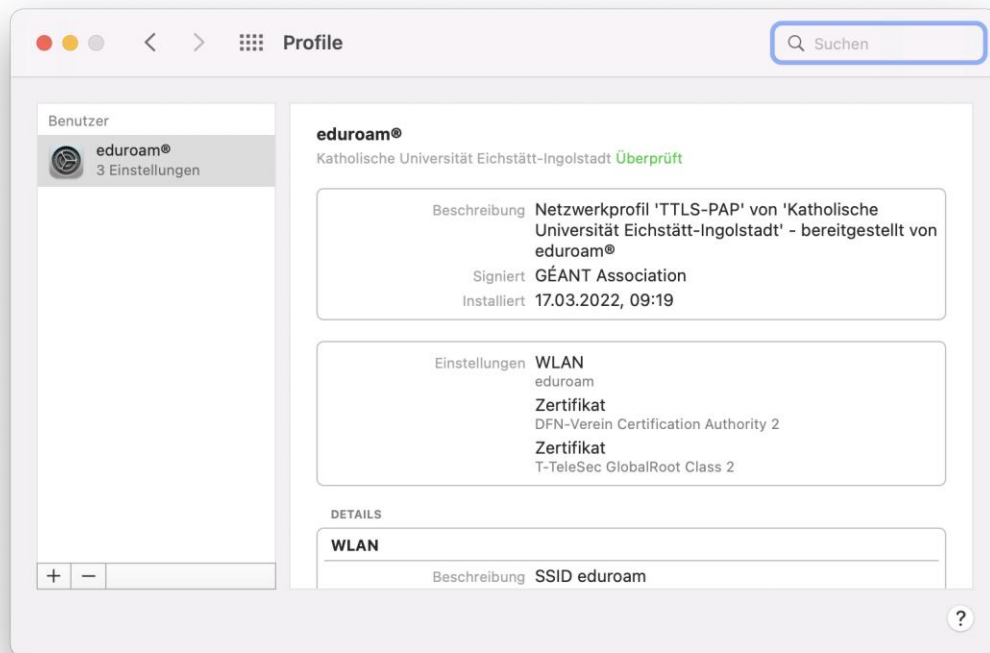 Profile
Suchen
Benutzer
eduroam®
3 Einstellungen
eduroam®
Katholische Universität Eichstätt-Ingolstadt Überprüft
Beschreibung Netzwerkprofil 'TTLS-PAP' von 'Katholische
Universität Eichstätt-Ingolstadt' - bereitgestellt von
eduroam®
Signiert GÉANT Association
Installiert 17.03.2022, 09:19
Einstellungen WLAN
eduroam
Zertifikat
DFN-Verein Certification Authority 2
Zertifikat
T-TeleSec GlobalRoot Class 2
DETAILS
WLAN
Beschreibung SSID eduroam
+ −
?